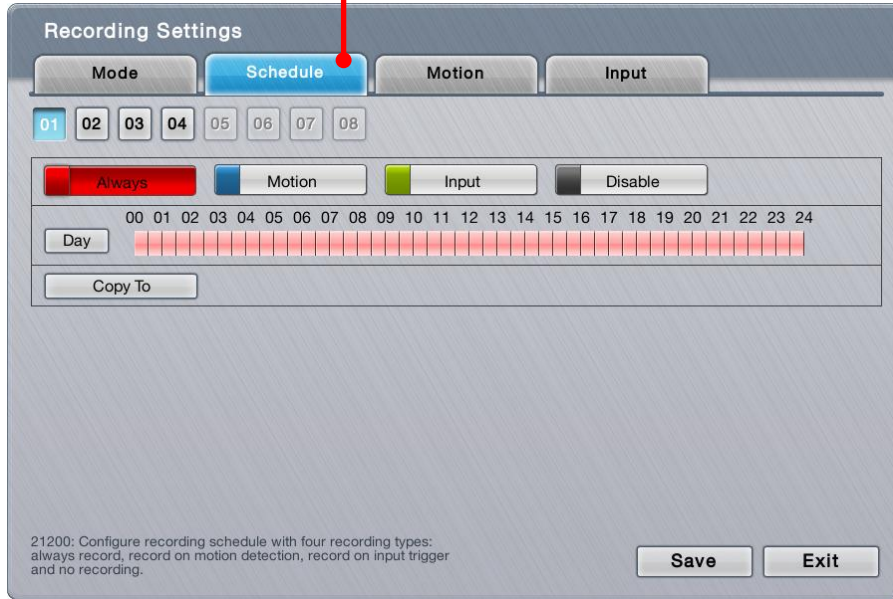 Recording Settings
Mode Schedule Motion Input
01 02 03 04 05 06 07 08
Always Motion Input Disable
00 01 02 03 04 05 06 07 08 09 10 11 12 13 14 15 16 17 18 19 20 21 22 23 24
Day
Copy To
21200: Configure recording schedule with four recording types:
always record, record on motion detection, record on input trigger
and no recording.
Save Exit